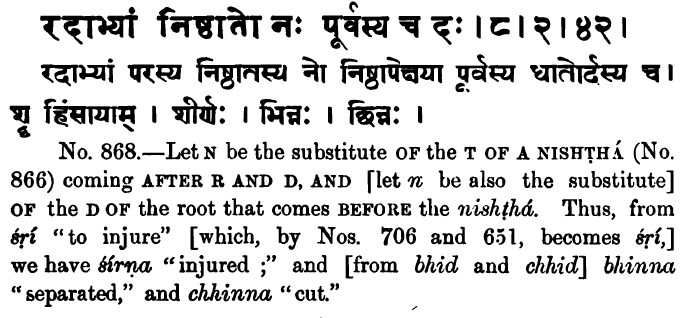 रदाभ्यां निष्ठातो नः पूर्वस्य च दः । ८ । २ । ४२ ।
रदाभ्यां परस्य निष्ठातस्य नो निष्ठापेक्षया पूर्वस्य धातोर्दस्य च ।
शॄ हिंसायाम् । शीर्णः । भिन्नः । छिन्नः ।
No. 868.—Let N be the substitute OF the T OF A NISHṬHÁ (No.
866) coming AFTER R AND D, AND [let n be also the substitute]
OF the D OF the root that comes BEFORE the nishṭhá. Thus, from
śṛí "to injure" [which, by Nos. 706 and 651, becomes śṛí,]
we have śírṇa "injured ;" and [from bhid and chhid] bhinna
"separated," and chhinna "cut."